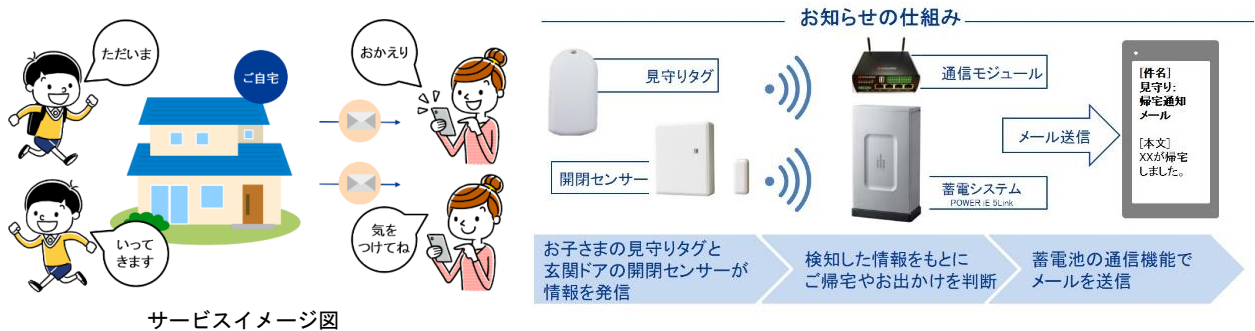 ただいま
ご自宅
おかえり
いって
きます
気を
つけてね
サービスイメージ図
お知らせの仕組み
見守りタグ
開閉センサー
通信モジュール
蓄電システム
POWER iE 5Link
メール送信
[件名]
見守り:
帰宅通知
メール
[本文]
XXが帰宅
しました。
お子さまの見守りタグと
玄関ドアの開閉センサーが
情報を発信
検知した情報をもとに
ご帰宅やお出かけを判断
蓄電池の通信機能で
メールを送信